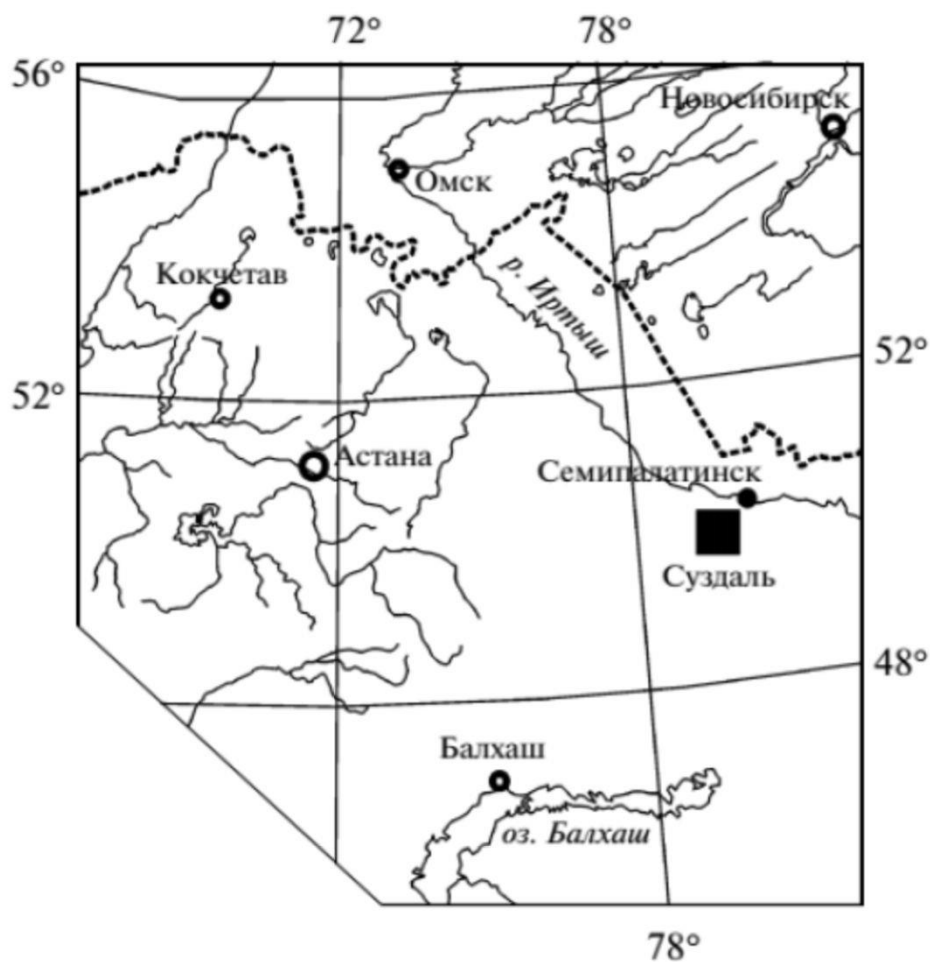 72°
78°
56°
Новосибирск
Омск
р. Иртыш
Кокчетав
52°
52°
Астана
Семипалатинск
Суздаль
48°
Балхаш
оз. Балхаш
78°